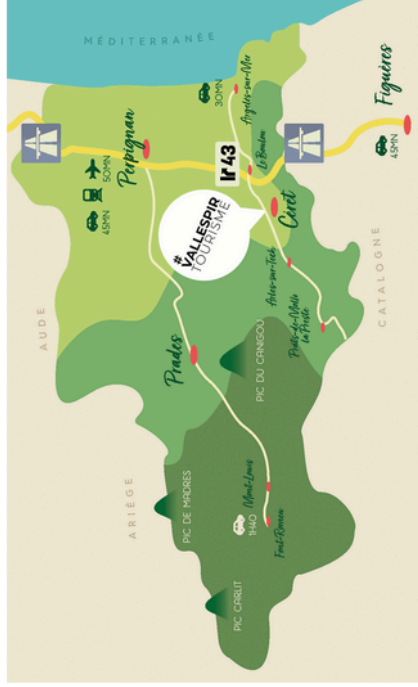 MÉDITERRANÉE
Perpignan
45MN
50MN
30MN
Argelès-sur-Mer
Le Boulou
Ir 43
#
VALLESPIR
TOURISME
Céret
Figuères
45MN
Arles-sur-Tech
Prats-de-Mollo
la Preste
CATALOGNE
AUDE
Prades
PIC DU CANIGOU
ARIÈGE
PIC DE MADRES
Mont-Louis
1H40
Font-Romeu
PIC CARLIT